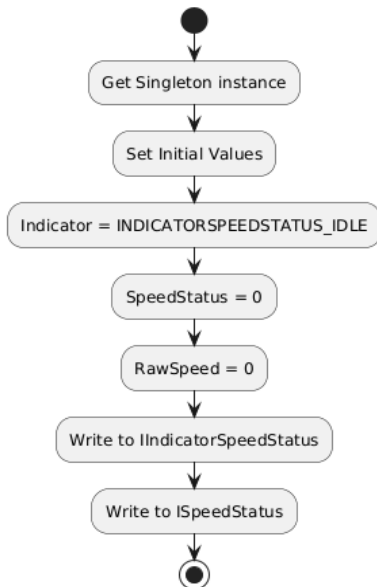 Get Singleton instance
Set Initial Values
Indicator = INDICATORSPEEDSTATUS_IDLE
SpeedStatus = 0
RawSpeed = 0
Write to IIndicatorSpeedStatus
Write to ISpeedStatus